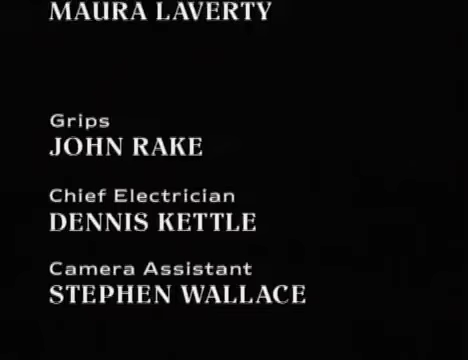 MAURA LAVERTY
Grips
JOHN RAKE
Chief Electrician
DENNIS KETTLE
Camera Assistant
STEPHEN WALLACE